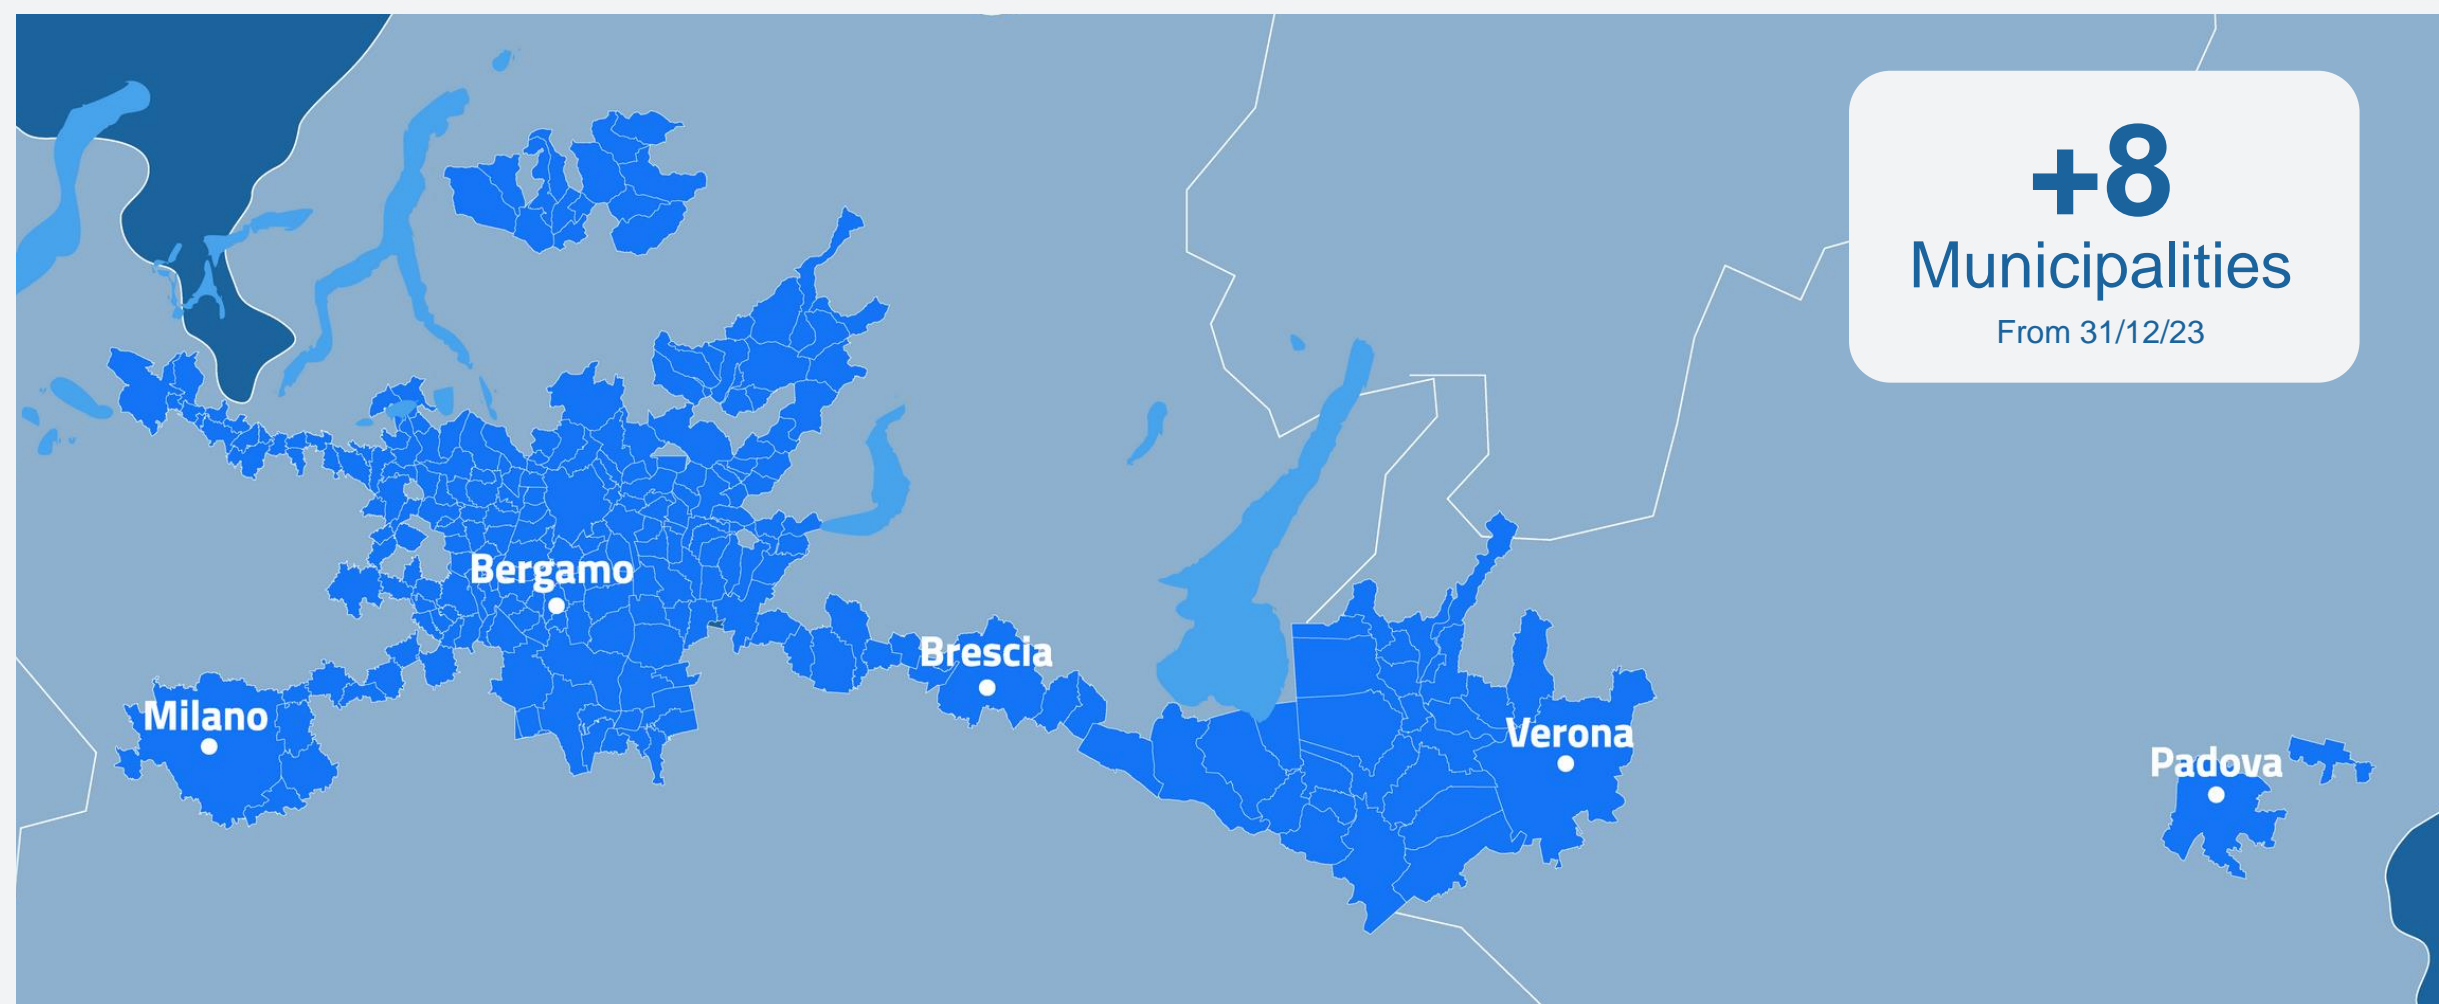 +8
Municipalities
From 31/12/23
Bergamo
Brescia
Milano
Verona
Padova